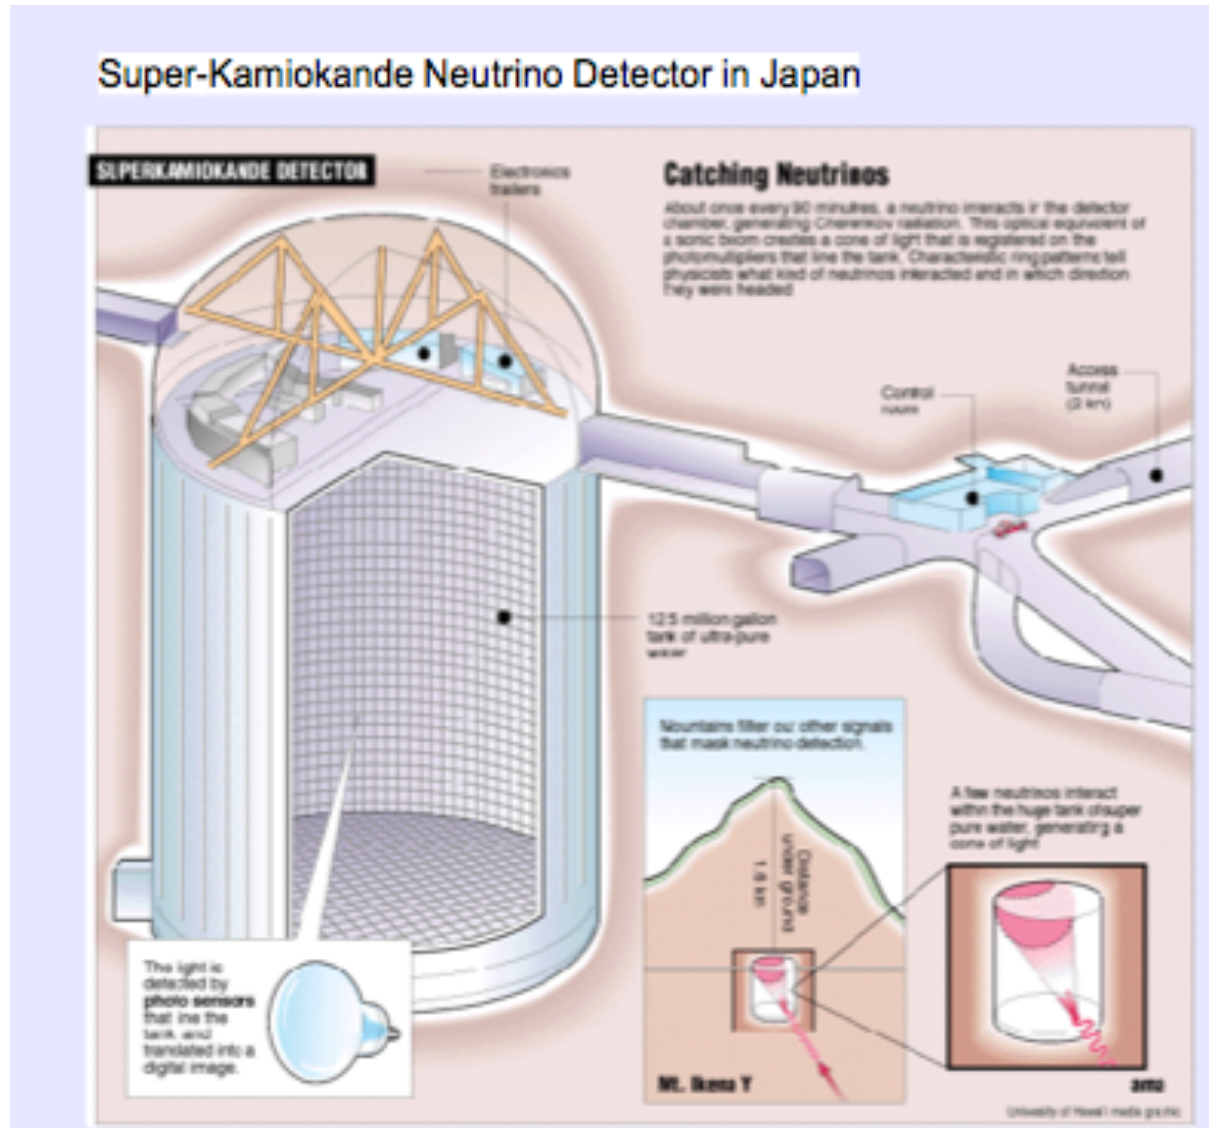 Super-Kamiokande Neutrino Detector in Japan
SUPERKAMIOKANDE DETECTOR
Electronics
trailers
Catching Neutrinos
About once every 90 minutes, a neutrino interacts in the detector
chamber, generating Cherenkov radiation. This optical equivalent of
a sonic boom creates a cone of light that is registered on the
photomultipliers that line the tank. Characteristic ring patterns tell
physicists what kind of neutrinos interacted and in which direction
they were headed
Control
room
Access
tunnel
(2 km)
12.5 million gallon
tank of ultra-pure
water
Mountains filter out other signals
that mask neutrino detection.
Distance
under ground
1.6 km
A few neutrinos interact
within the huge tank of super
pure water, generating a
cone of light
The light is
detected by
photo sensors
that line the
tank, and
translated into a
digital image.
Mt. Ikena Y
ama
University of Hawaii media graphic